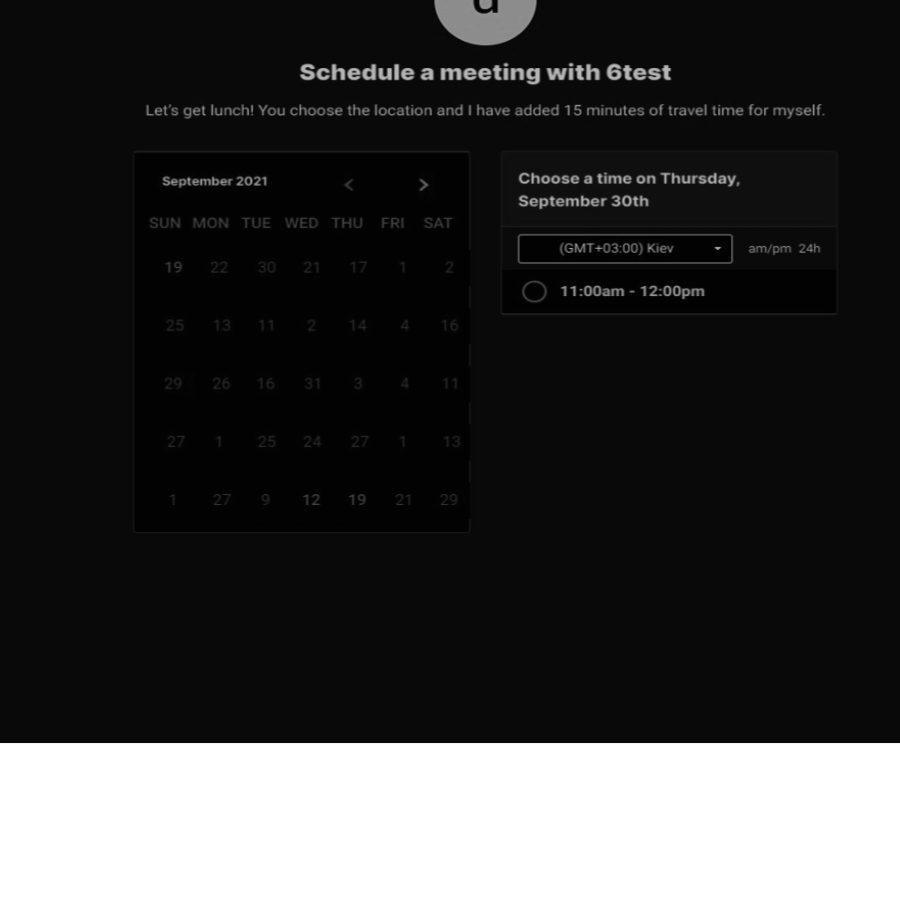 d
Schedule a meeting with 6test
Let's get lunch! You choose the location and I have added 15 minutes of travel time for myself.
September 2021 < >
SUN MON TUE WED THU FRI SAT
19 22 30 21 17 1 2
25 13 11 2 14 4 16
29 26 16 31 3 4 11
27 1 25 24 27 1 13
1 27 9 12 19 21 29
Choose a time on Thursday,
September 30th
(GMT+03:00) Kiev am/pm 24h
11:00am - 12:00pm